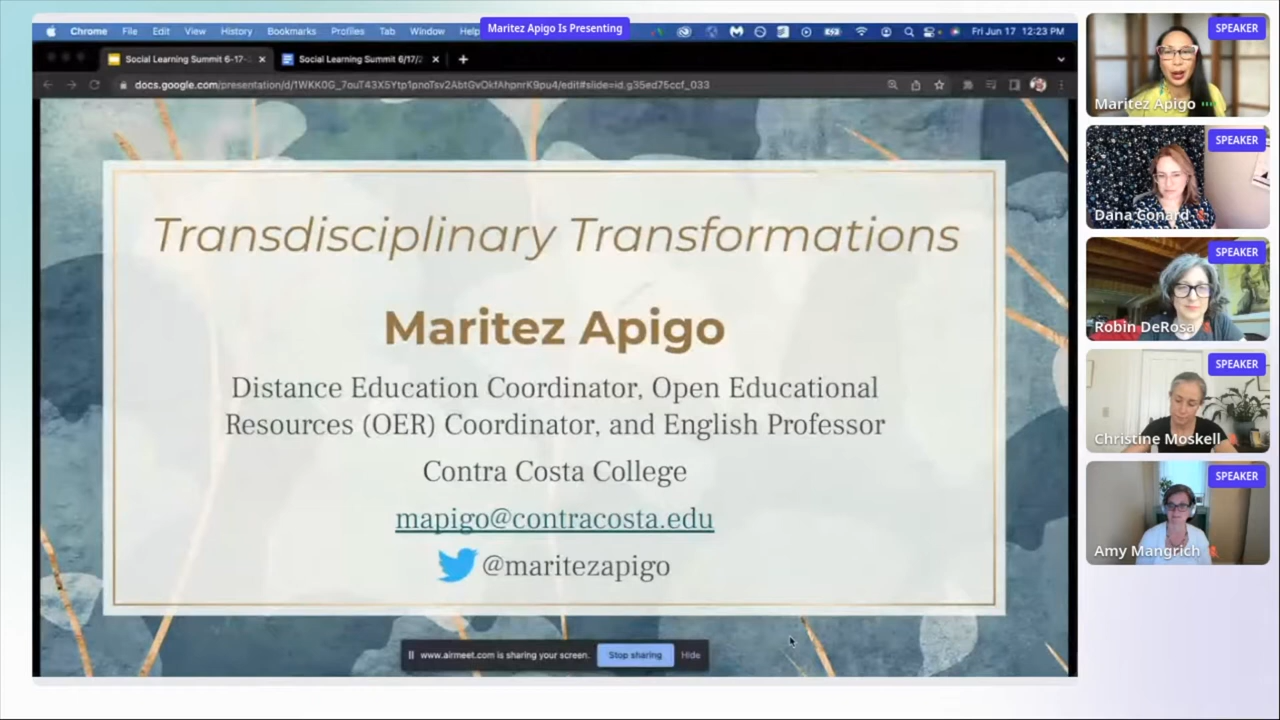 Maritez Apigo Is Presenting
Chrome File Edit View History Bookmarks Profiles Tab Window Help
Fri Jun 17 12:23 PM
Social Learning Summit 6-17-
Social Learning Summit 6/17/2
docs.google.com/presentation/d/
Transdisciplinary Transformations
Maritez Apigo
Distance Education Coordinator, Open Educational
Resources (OER) Coordinator, and English Professor
Contra Costa College
mapigo@contracosta.edu
@maritezapigo
www.airmeet.com is sharing your screen. Stop sharing Hide
SPEAKER
Maritez Apigo
SPEAKER
Dana Conard
SPEAKER
Robin DeRosa
SPEAKER
Christine Moskell
SPEAKER
Amy Mangrich